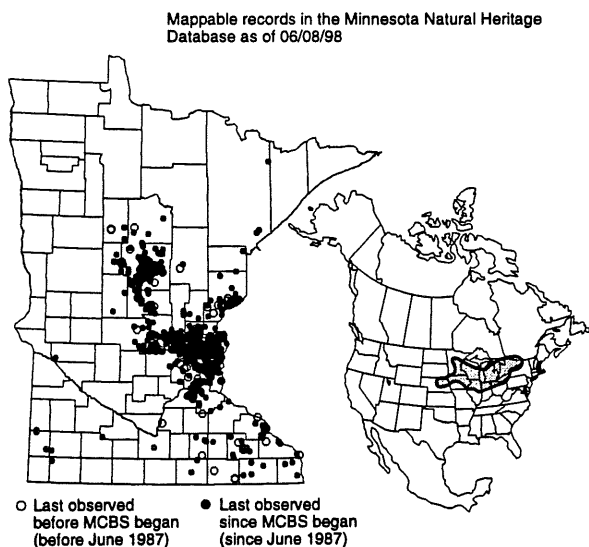 Mappable records in the Minnesota Natural Heritage
Database as of 06/08/98
Last observed
before MCBS began
(before June 1987)
Last observed
since MCBS began
(since June 1987)